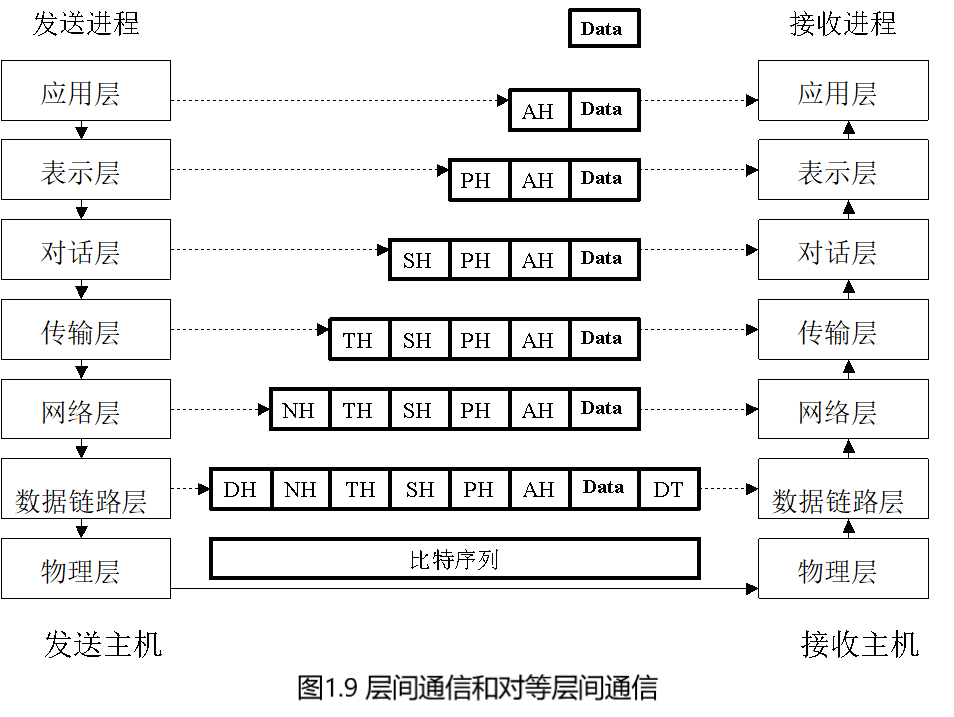 发送进程 Data 接收进程
应用层 AH Data 应用层
表示层 PH AH Data 表示层
对话层 SH PH AH Data 对话层
传输层 TH SH PH AH Data 传输层
网络层 NH TH SH PH AH Data 网络层
数据链路层 DH NH TH SH PH AH Data DT 数据链路层
物理层 比特序列 物理层
发送主机 接收主机
图1.9 层间通信和对等层间通信